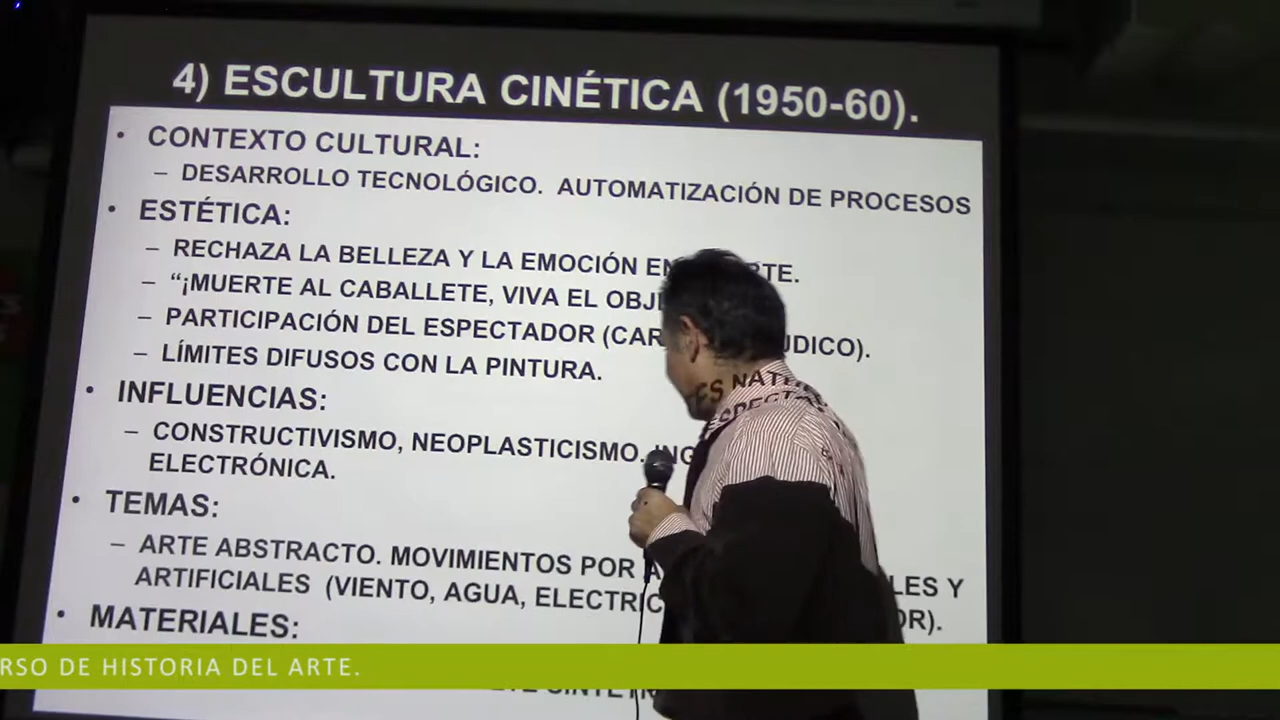 4) ESCULTURA CINÉTICA (1950-60).
• CONTEXTO CULTURAL:
– DESARROLLO TECNOLÓGICO. AUTOMATIZACIÓN DE PROCESOS
• ESTÉTICA:
– RECHAZA LA BELLEZA Y LA EMOCIÓN EN
– “¡MUERTE AL CABALLETE, VIVA EL
– PARTICIPACIÓN DEL ESPECTADOR
– LÍMITES DIFUSOS CON LA PINTURA.
• INFLUENCIAS:
– CONSTRUCTIVISMO, NEOPLASTICISMO.
ELECTRÓNICA.
• TEMAS:
– ARTE ABSTRACTO. MOVIMIENTOS POR Y
ARTIFICIALES (VIENTO, AGUA,
• MATERIALES:
RSO DE HISTORIA DEL ARTE.